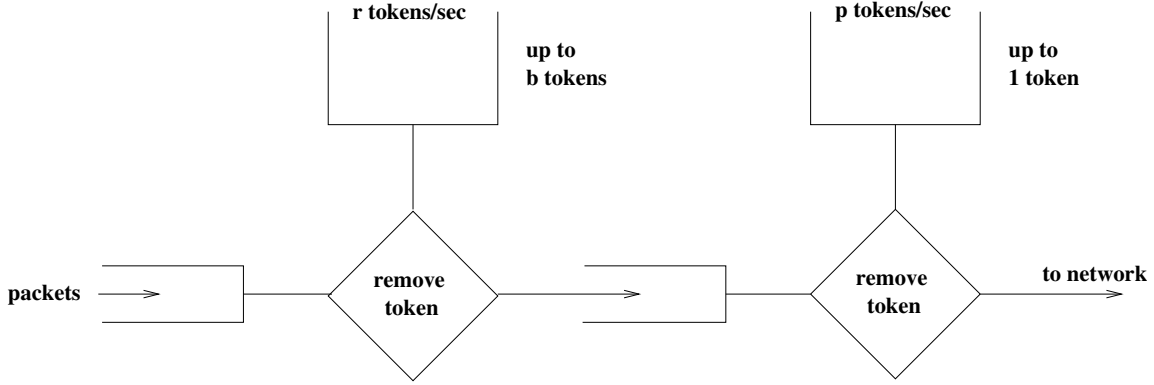 r tokens/sec
up to
b tokens
p tokens/sec
up to
1 token
packets
remove
token
remove
token
to network